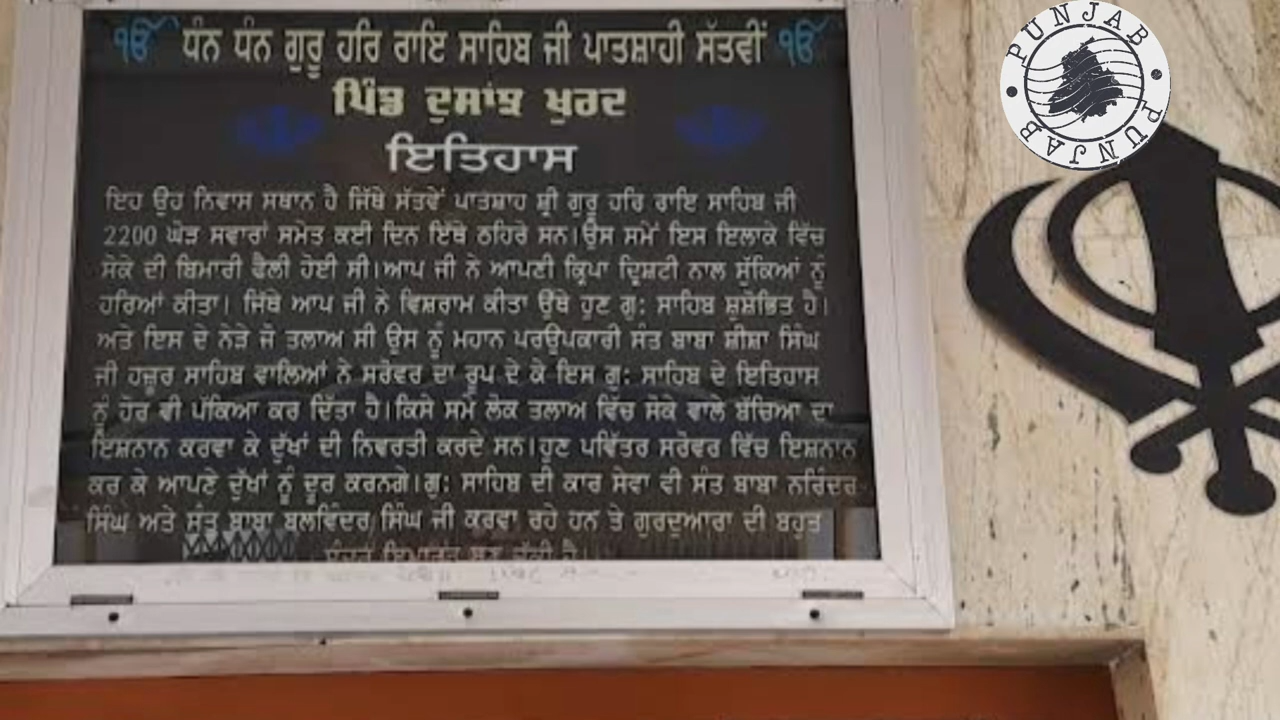 ੴ ਧੰਨ ਧੰਨ ਗੁਰੂ ਹਰਿ ਰਾਇ ਸਾਹਿਬ ਜੀ ਪਾਤਸ਼ਾਹੀ ਸੱਤਵੀਂ ੴ
ਪਿੰਡ ਦੁਸਾਂਝ ਖੁਰਦ
ਇਤਿਹਾਸ
ਇਹ ਉਹ ਨਿਵਾਸ ਸਥਾਨ ਹੈ ਜਿੱਥੇ ਸੱਤਵੇਂ ਪਾਤਸ਼ਾਹ ਸ਼੍ਰੀ ਗੁਰੂ ਹਰਿ ਰਾਇ ਸਾਹਿਬ ਜੀ
2200 ਘੋੜ ਸਵਾਰਾਂ ਸਮੇਤ ਕਈ ਦਿਨ ਇੱਥੇ ਠਹਿਰੇ ਸਨ।ਉਸ ਸਮੇਂ ਇਸ ਇਲਾਕੇ ਵਿੱਚ
ਸੋਕੇ ਦੀ ਬਿਮਾਰੀ ਫੈਲੀ ਹੋਈ ਸੀ।ਆਪ ਜੀ ਨੇ ਆਪਣੀ ਕ੍ਰਿਪਾ ਦ੍ਰਿਸ਼ਟੀ ਨਾਲ ਸੁੱਕਿਆਂ ਨੂੰ
ਹਰਿਆਂ ਕੀਤਾ। ਜਿੱਥੇ ਆਪ ਜੀ ਨੇ ਵਿਸ਼ਰਾਮ ਕੀਤਾ ਉਥੇ ਹੁਣ ਗੁ: ਸਾਹਿਬ ਸ਼ੁਸ਼ੋਭਿਤ ਹੈ।
ਅਤੇ ਇਸ ਦੇ ਨੇੜੇ ਜੋ ਤਲਾਅ ਸੀ ਉਸ ਨੂੰ ਮਹਾਨ ਪਰਉਪਕਾਰੀ ਸੰਤ ਬਾਬਾ ਸ਼ੀਸ਼ਾ ਸਿੰਘ
ਜੀ ਹਜ਼ੂਰ ਸਾਹਿਬ ਵਾਲਿਆਂ ਨੇ ਸਰੋਵਰ ਦਾ ਰੂਪ ਦੇ ਕੇ ਇਸ ਗੁ: ਸਾਹਿਬ ਦੇ ਇਤਿਹਾਸ
ਨੂੰ ਹੋਰ ਵੀ ਪੱਕਿਆ ਕਰ ਦਿੱਤਾ ਹੈ।ਕਿਸੇ ਸਮੇਂ ਲੋਕ ਤਲਾਅ ਵਿੱਚ ਸੋਕੇ ਵਾਲੇ ਬੱਚਿਆ ਦਾ
ਇਸ਼ਨਾਨ ਕਰਵਾ ਕੇ ਦੁੱਖਾਂ ਦੀ ਨਿਵਰਤੀ ਕਰਦੇ ਸਨ।ਹੁਣ ਪਵਿੱਤਰ ਸਰੋਵਰ ਵਿੱਚ ਇਸ਼ਨਾਨ
ਕਰ ਕੇ ਆਪਣੇ ਦੁੱਖਾਂ ਨੂੰ ਦੂਰ ਕਰਨਗੇ।ਗੁ: ਸਾਹਿਬ ਦੀ ਕਾਰ ਸੇਵਾ ਵੀ ਸੰਤ ਬਾਬਾ ਨਰਿੰਦਰ
ਸਿੰਘ ਅਤੇ ਸੰਤ ਬਾਬਾ ਬਲਵਿੰਦਰ ਸਿੰਘ ਜੀ ਕਰਵਾ ਰਹੇ ਹਨ ਤੇ ਗੁਰਦੁਆਰਾ ਦੀ ਬਹੁਤ
ਹੈ।
PUNJAB
PUNJAB